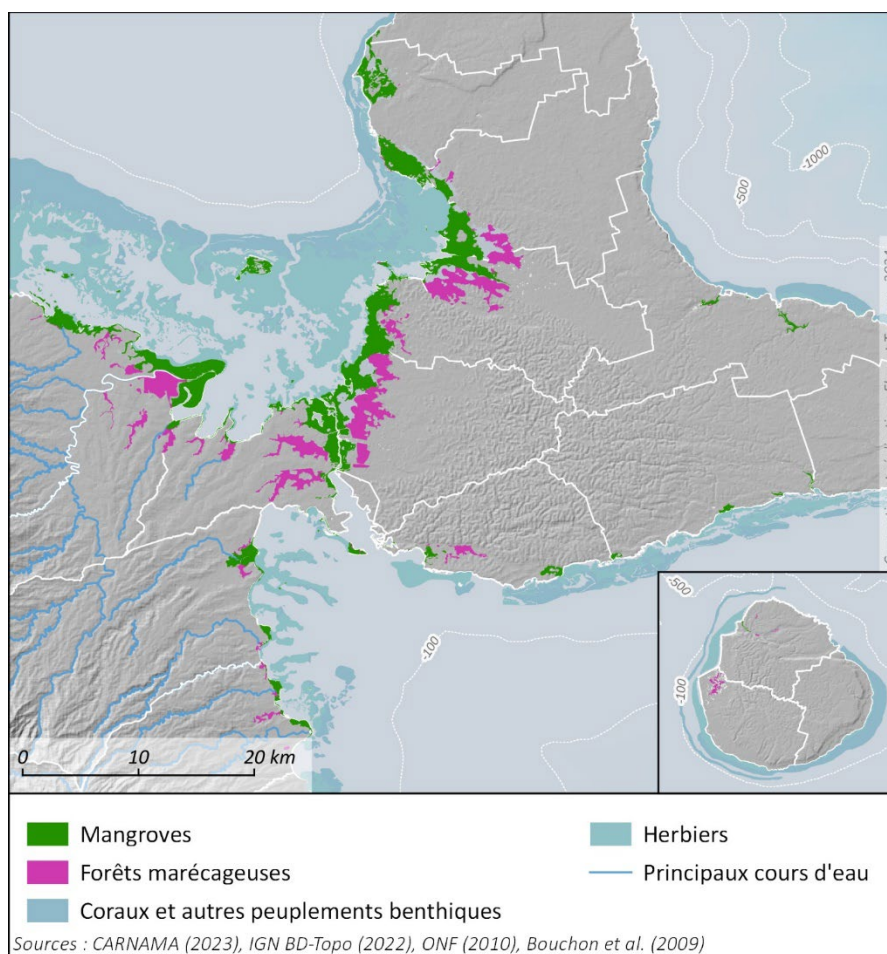 -1000
-500
-100
-500
-100
0 10 20 km
Mangroves
Herbiers
Forêts marécageuses
Principaux cours d'eau
Coraux et autres peuplements benthiques
Sources : CARNAMA (2023), IGN BD-Topo (2022), ONF (2010), Bouchon et al. (2009)